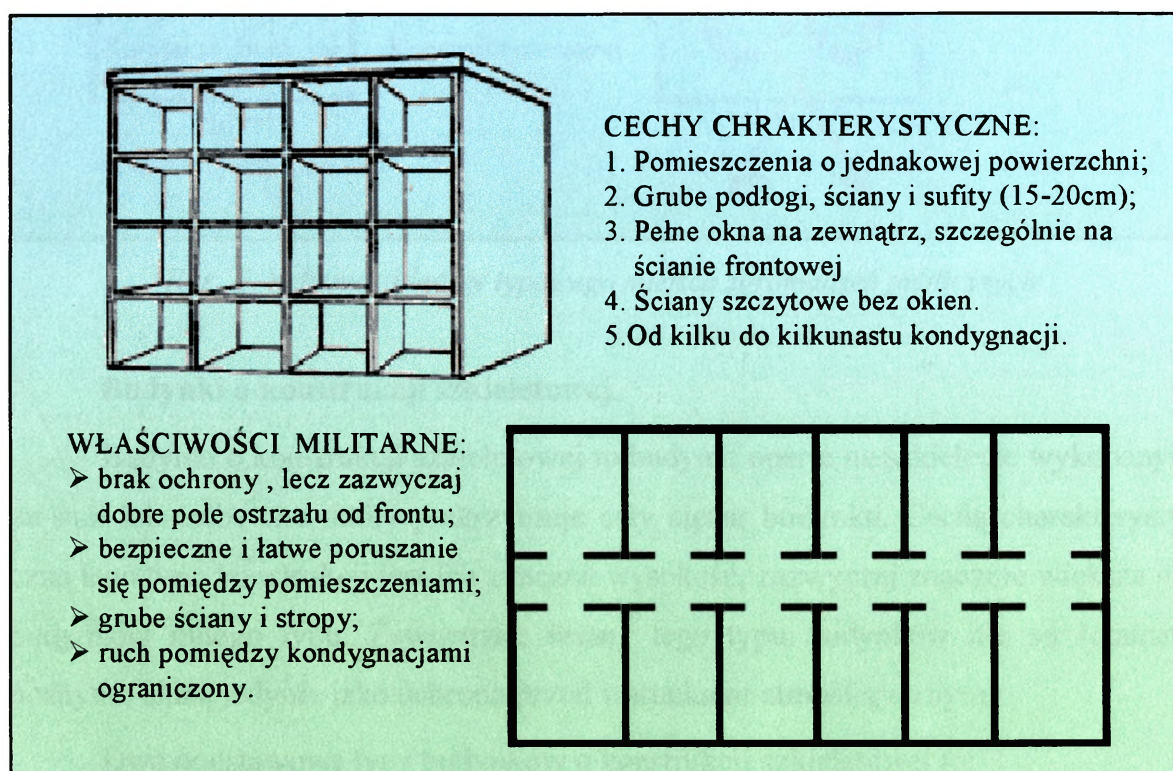 CECHY CHRAKTERYSTYCZNE:
1. Pomieszczenia o jednakowej powierzchni;
2. Grube podłogi, ściany i sufity (15-20cm);
3. Pełne okna na zewnątrz, szczególnie na
ścianie frontowej
4. Ściany szczytowe bez okien.
5.Od kilku do kilkunastu kondygnacji.
WŁAŚCIWOŚCI MILITARNE:
➤ brak ochrony , lecz zazwyczaj
dobre pole ostrzału od frontu;
➤ bezpieczne i łatwe poruszanie
się pomiędzy pomieszczeniami;
➤ grube ściany i stropy;
➤ ruch pomiędzy kondygnacjami
ograniczony.